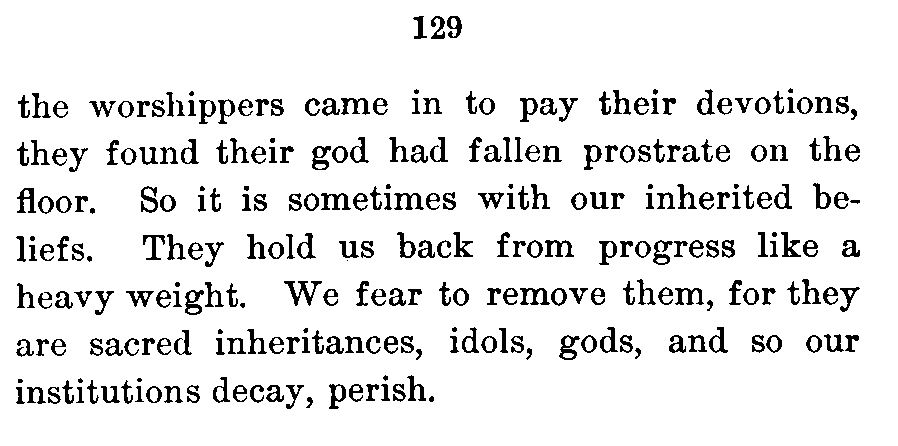 129
the worshippers came in to pay their devotions,
they found their god had fallen prostrate on the
floor. So it is sometimes with our inherited be-
liefs. They hold us back from progress like a
heavy weight. We fear to remove them, for they
are sacred inheritances, idols, gods, and so our
institutions decay, perish.